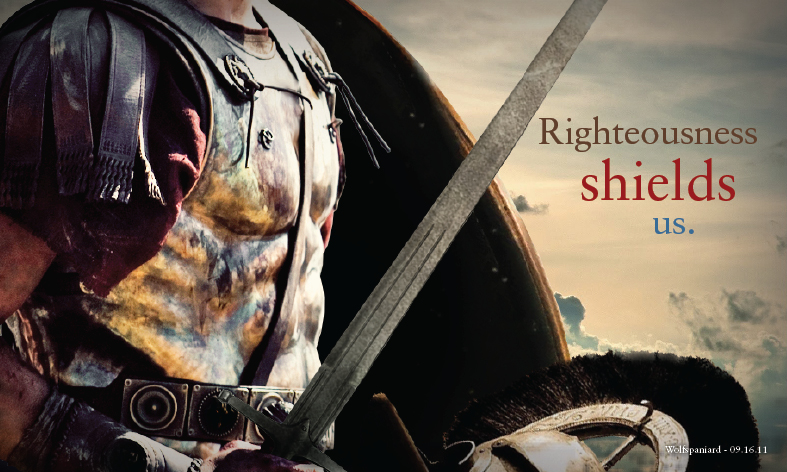 Righteousness
shields
us.
Wolfspaniard - 09.16.11